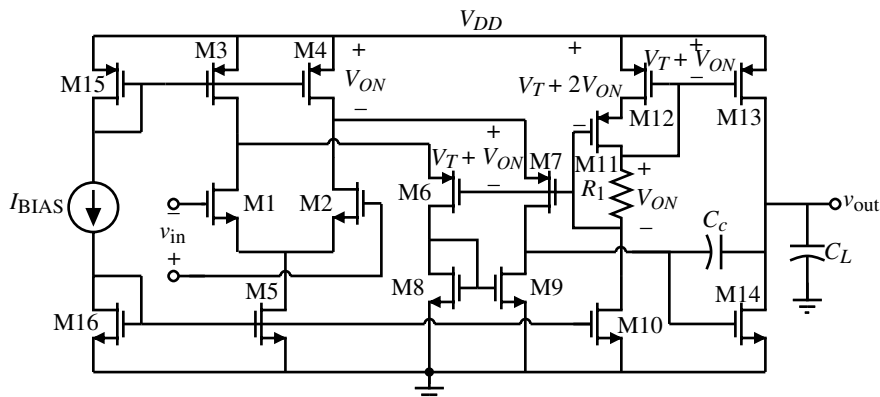 V_DD
M3 M4 + + V_T + V_ON +
M15 V_ON V_T + 2V_ON −
− M12 M13
+ −
V_T + V_ON M7 M11
I_BIAS − M1 M2 M6 − R_1 + V_ON v_out
v_in −
+ C_c C_L
M5 M8 M9 M14
M16 M10